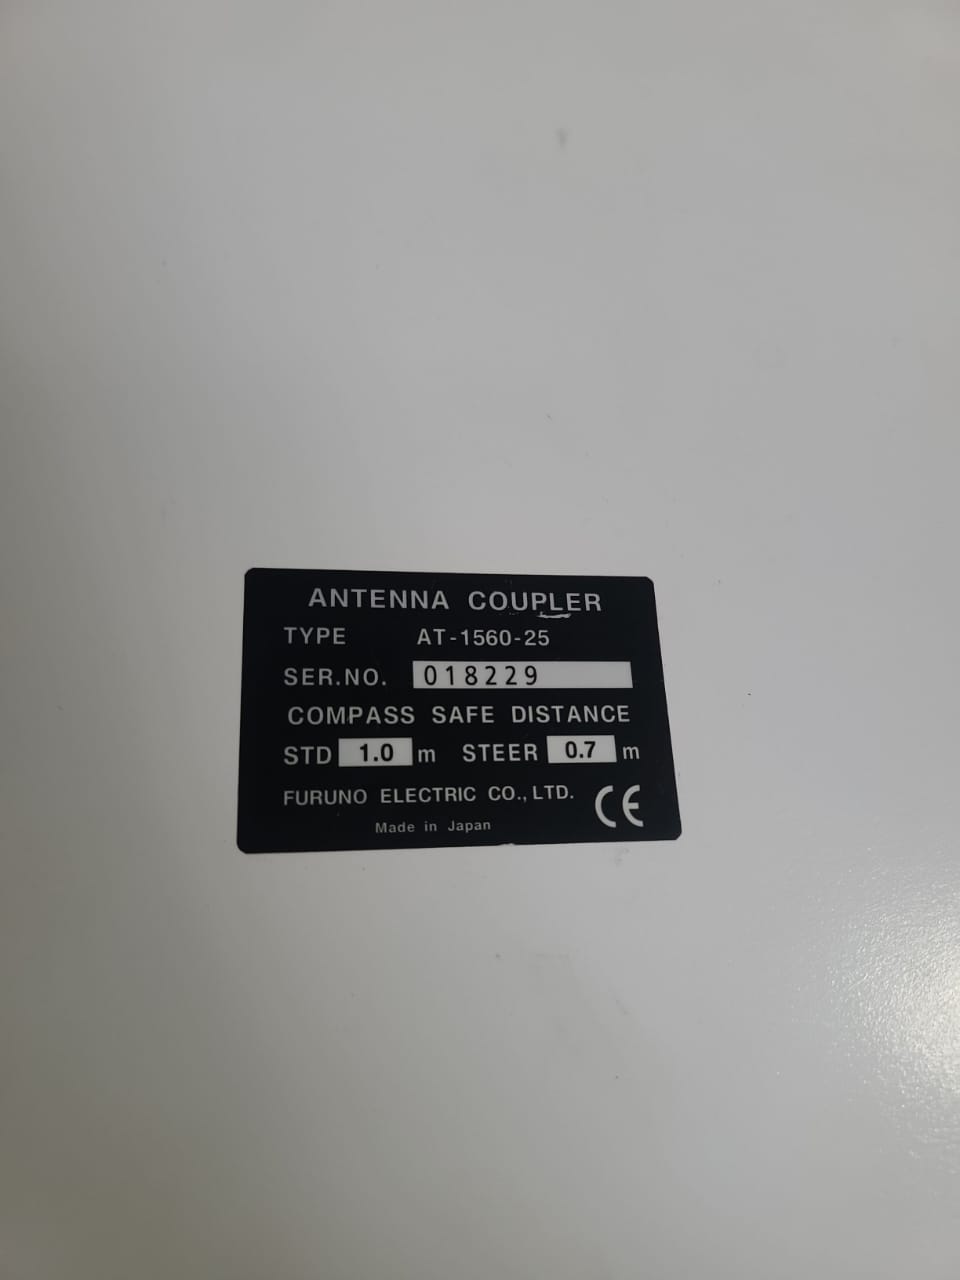 ANTENNA COUPLER
TYPE AT-1560-25
SER.NO. 018229
COMPASS SAFE DISTANCE
STD 1.0 m STEER 0.7 m
FURUNO ELECTRIC CO., LTD. CE
Made in Japan